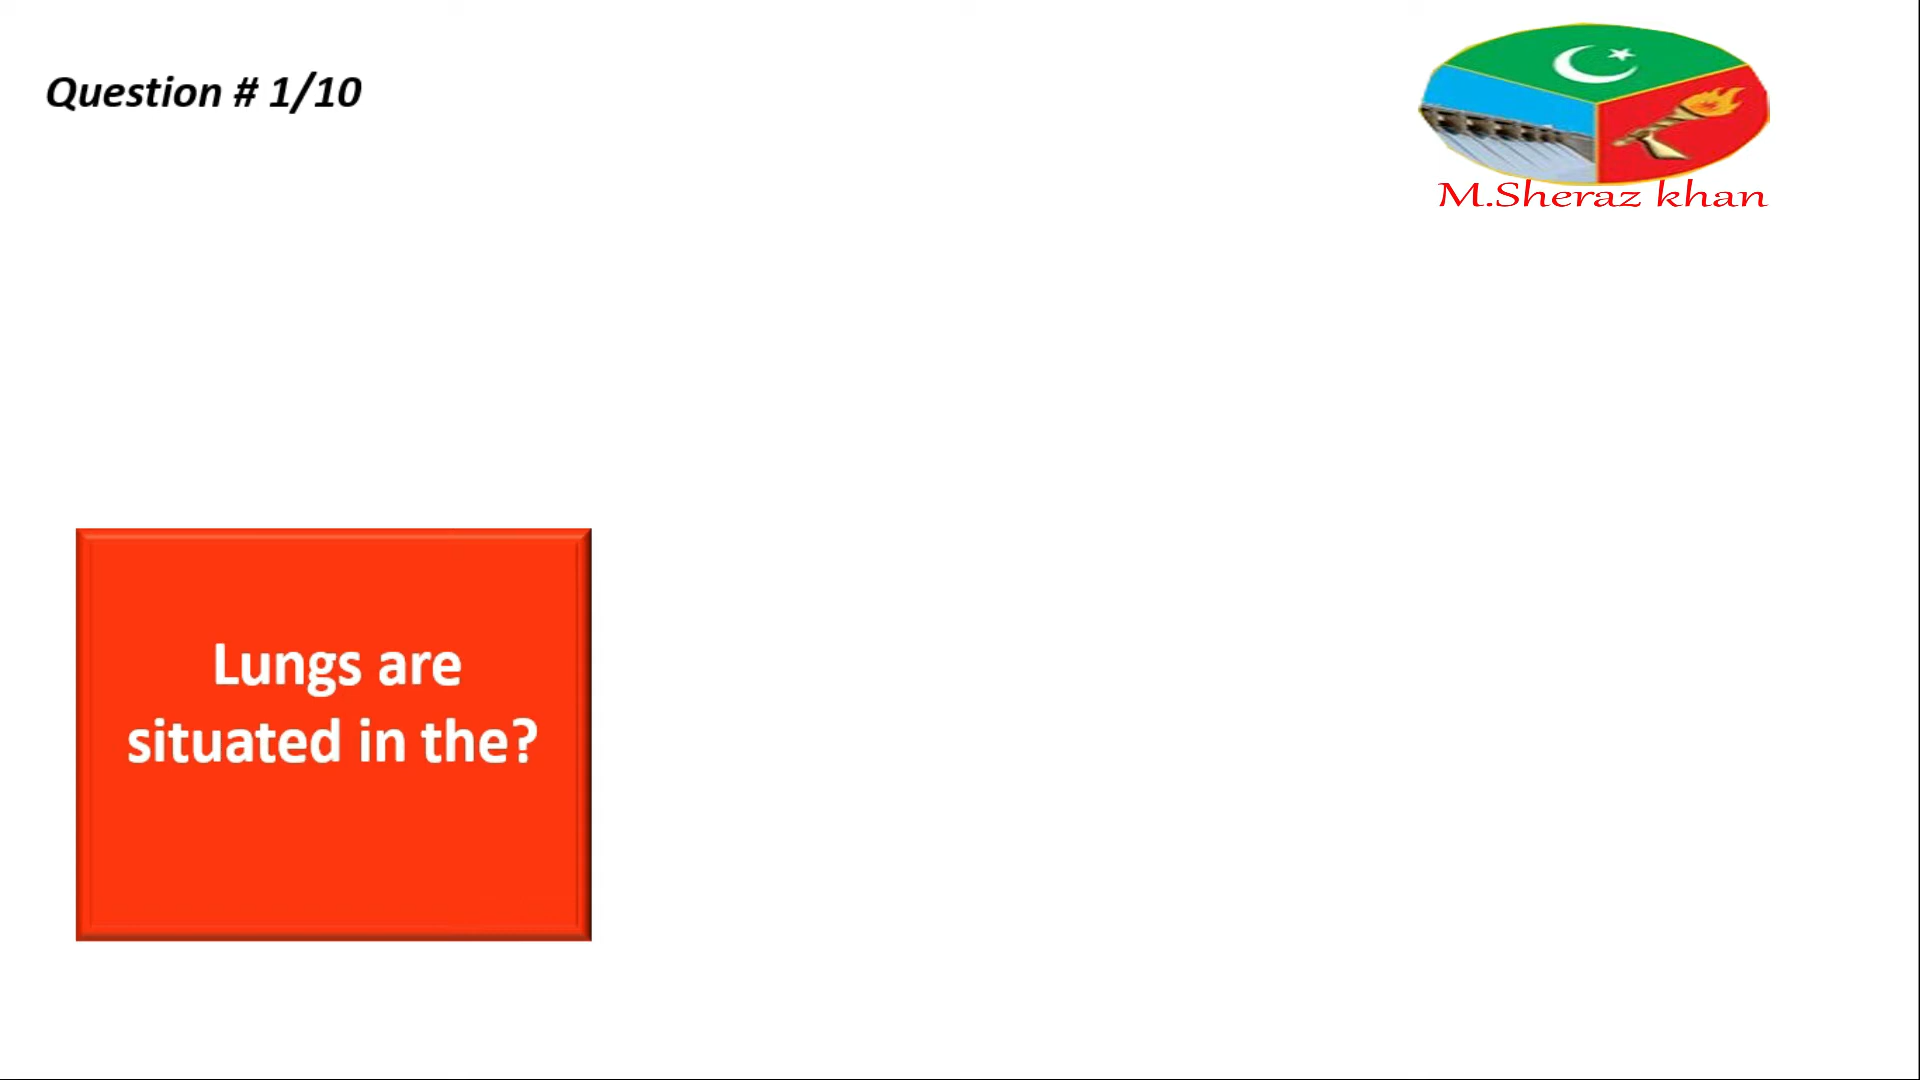 Question # 1/10
M.Sheraz khan
Lungs are
situated in the?